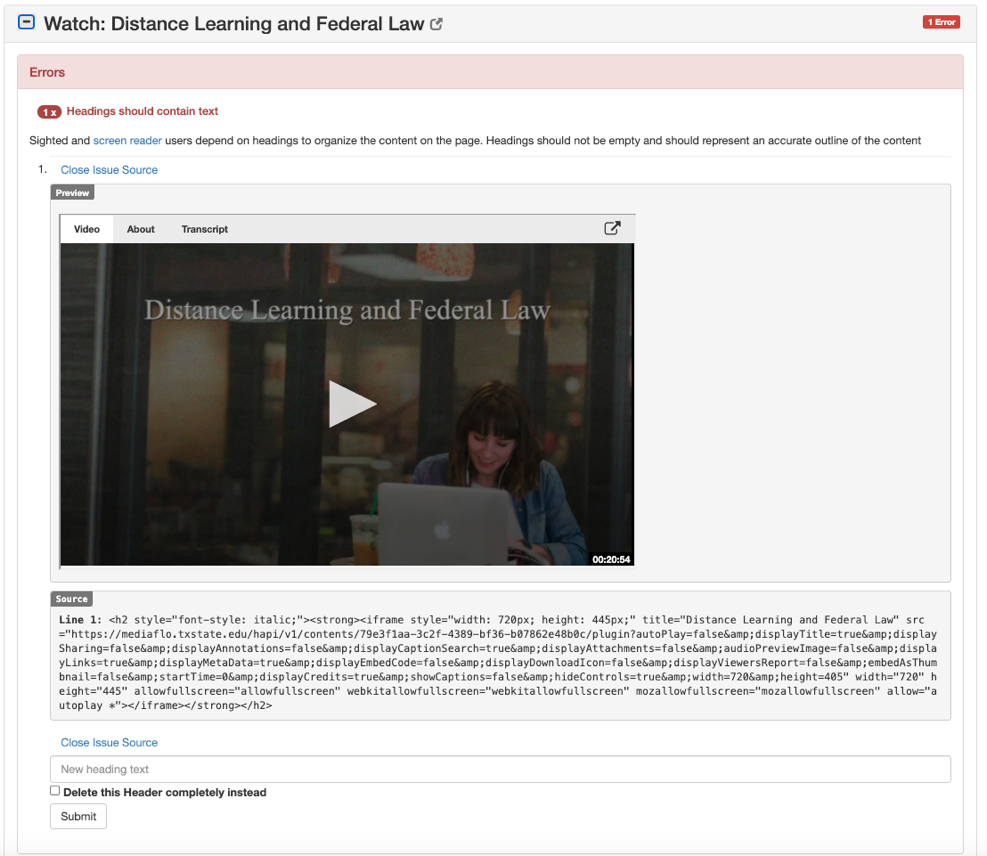 Watch: Distance Learning and Federal Law
1 Error
Errors
1 x Headings should contain text
Sighted and screen reader users depend on headings to organize the content on the page. Headings should not be empty and should represent an accurate outline of the content
1. Close Issue Source
Preview
Video About Transcript
Distance Learning and Federal Law
00:20:54
Source
Line 1: <h2 style="font-style: italic;"><strong><iframe style="width: 720px; height: 445px;" title="Distance Learning and Federal Law" src
="https://mediaflo.txstate.edu/hapi/v1/contents/79e3f1aa-3c2f-4389-bf36-b07862e48b0c/plugin?autoPlay=false&amp;displayTitle=true&amp;display
Sharing=false&amp;displayAnnotations=false&amp;displayCaptionSearch=true&amp;displayAttachments=false&amp;audioPreviewImage=false&amp;displa
yLinks=true&amp;displayMetaData=true&amp;displayEmbedCode=false&amp;displayDownloadIcon=false&amp;displayViewersReport=false&amp;embedAsThum
bnail=false&amp;startTime=0&amp;displayCredits=true&amp;showCaptions=false&amp;hideControls=true&amp;width=720&amp;height=405" width="720" h
eight="445" allowfullscreen="allowfullscreen" webkitallowfullscreen="webkitallowfullscreen" mozallowfullscreen="mozallowfullscreen" allow="a
utoplay *"></iframe></strong></h2>
Close Issue Source
New heading text
Delete this Header completely instead
Submit